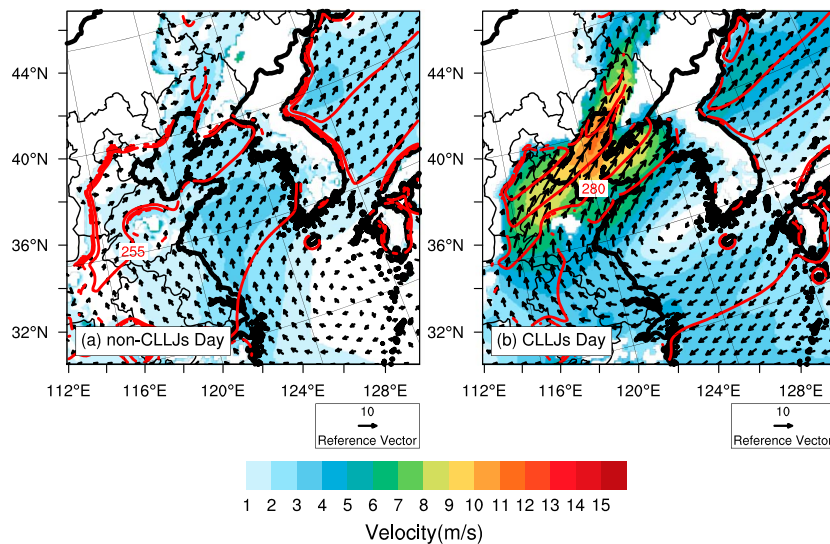 44°N
40°N
36°N
32°N
255
(a) non-CLLJs Day
112°E 116°E 120°E 124°E 128°E
10
Reference Vector
44°N
40°N
36°N
32°N
280
(b) CLLJs Day
112°E 116°E 120°E 124°E 128°E
10
Reference Vector
1 2 3 4 5 6 7 8 9 10 11 12 13 14 15
Velocity(m/s)